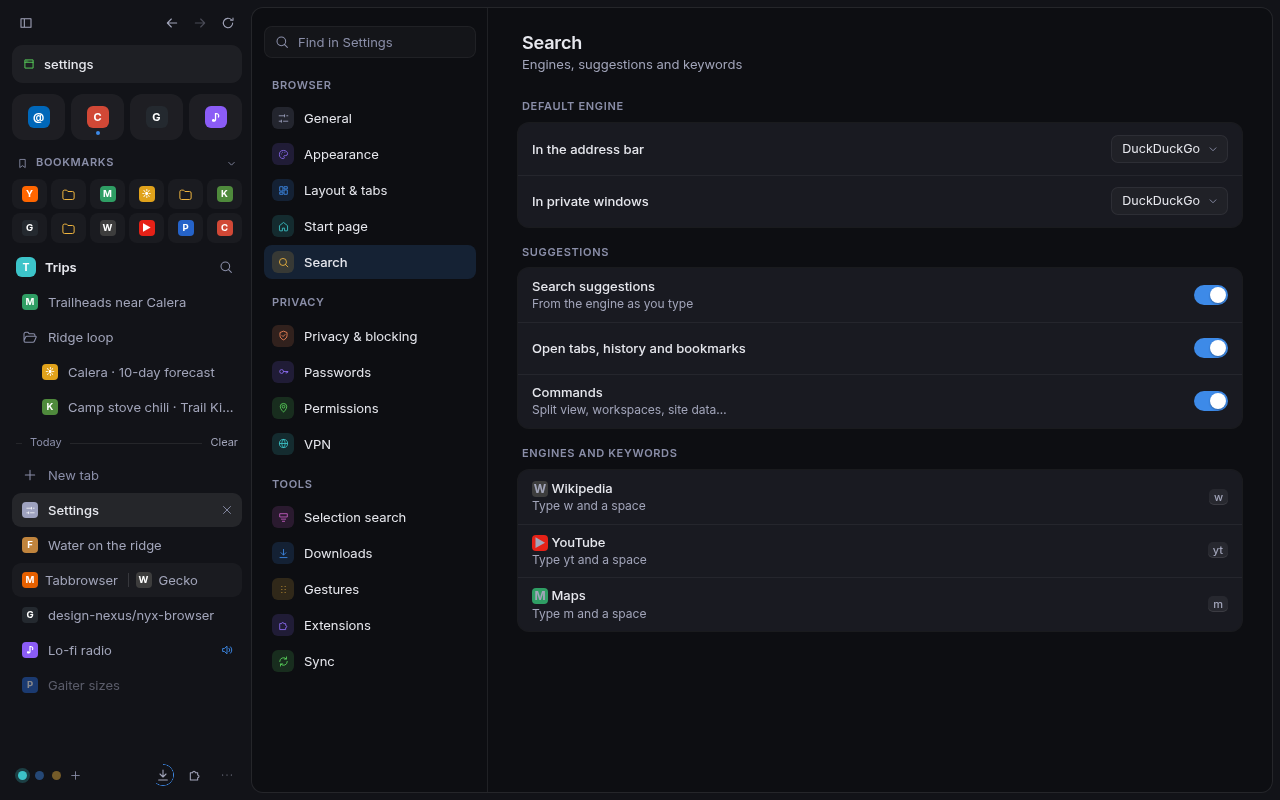 settings
@
C
G
BOOKMARKS
Y
M
K
G
W
P
C
T Trips
M Trailheads near Calera
Ridge loop
Calera · 10-day forecast
K Camp stove chili · Trail Ki...
Today
Clear
New tab
Settings
F Water on the ridge
M Tabbrowser
W Gecko
G design-nexus/nyx-browser
Lo-fi radio
P Gaiter sizes
Find in Settings
BROWSER
General
Appearance
Layout & tabs
Start page
Search
PRIVACY
Privacy & blocking
Passwords
Permissions
VPN
TOOLS
Selection search
Downloads
Gestures
Extensions
Sync
Search
Engines, suggestions and keywords
DEFAULT ENGINE
In the address bar
DuckDuckGo
In private windows
DuckDuckGo
SUGGESTIONS
Search suggestions
From the engine as you type
Open tabs, history and bookmarks
Commands
Split view, workspaces, site data...
ENGINES AND KEYWORDS
W Wikipedia
Type w and a space
w
YouTube
Type yt and a space
yt
M Maps
Type m and a space
m